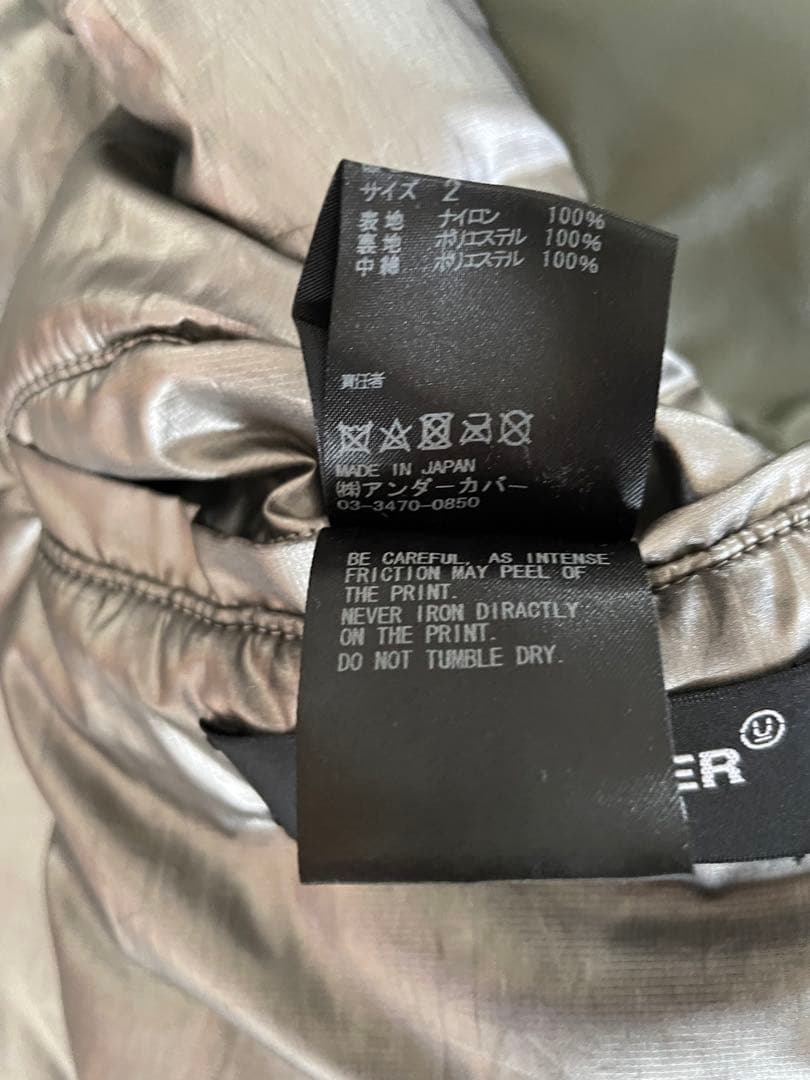 サイズ 2
表地 ナイロン 100%
裏地 ポリエステル 100%
中綿 ポリエステル 100%
責任者
MADE IN JAPAN
㈱アンダーカバー
03-3470-0850
BE CAREFUL, AS INTENSE
FRICTION MAY PEEL OF
THE PRINT.
NEVER IRON DIRACTLY
ON THE PRINT.
DO NOT TUMBLE DRY.
ER